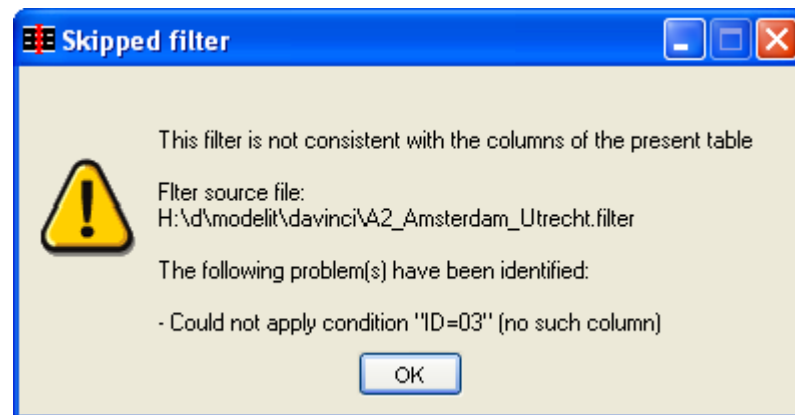 Skipped filter
This filter is not consistent with the columns of the present table
Flter source file:
H:\d\modelit\davinci\A2_Amsterdam_Utrecht.filter
The following problem(s) have been identified:
- Could not apply condition "ID=03" (no such column)
OK